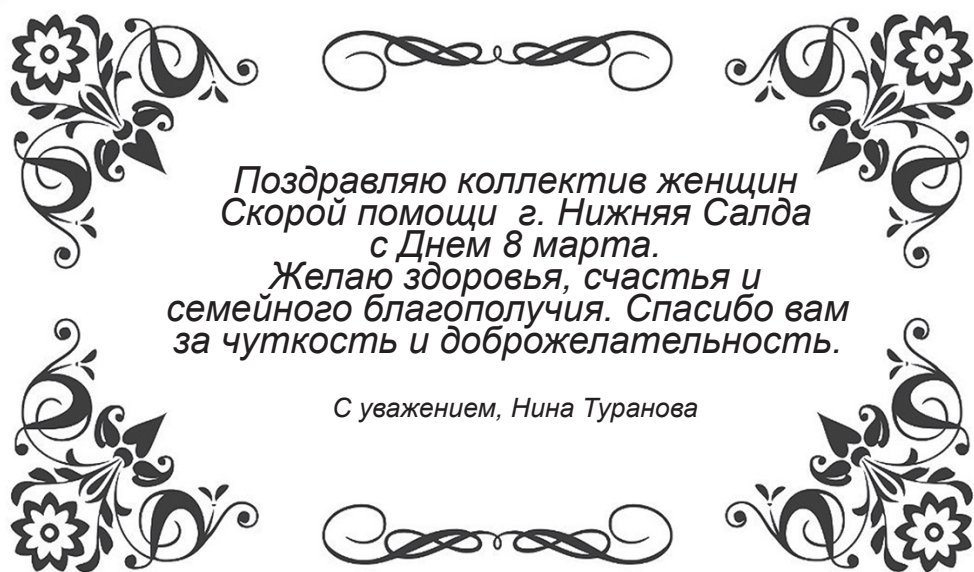 Поздравляю коллектив женщин
Скорой помощи  г. Нижняя Салда
с Днем 8 марта.
Желаю здоровья, счастья и
семейного благополучия. Спасибо вам
за чуткость и доброжелательность.
С уважением, Нина Туранова